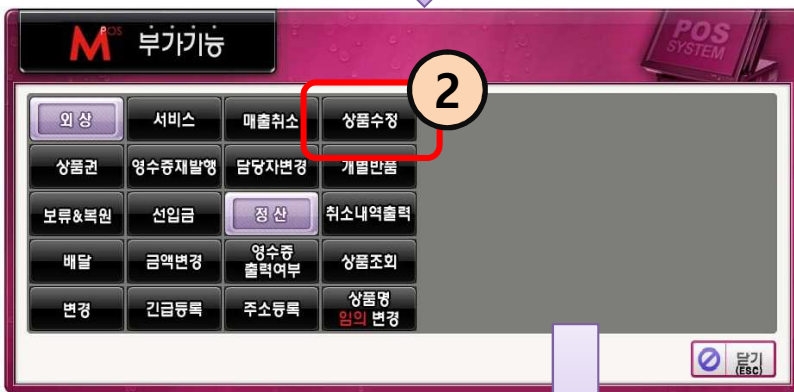 M POS 부가기능
POS
SYSTEM
2
외상 서비스 매출취소 상품수정
상품권 영수증재발행 담당자변경 개별반품
보류&복원 선입금 정산 취소내역출력
배달 금액변경 영수증 출력여부 상품조회
변경 긴급등록 주소등록 상품명 임의 변경
닫기
(ESC)